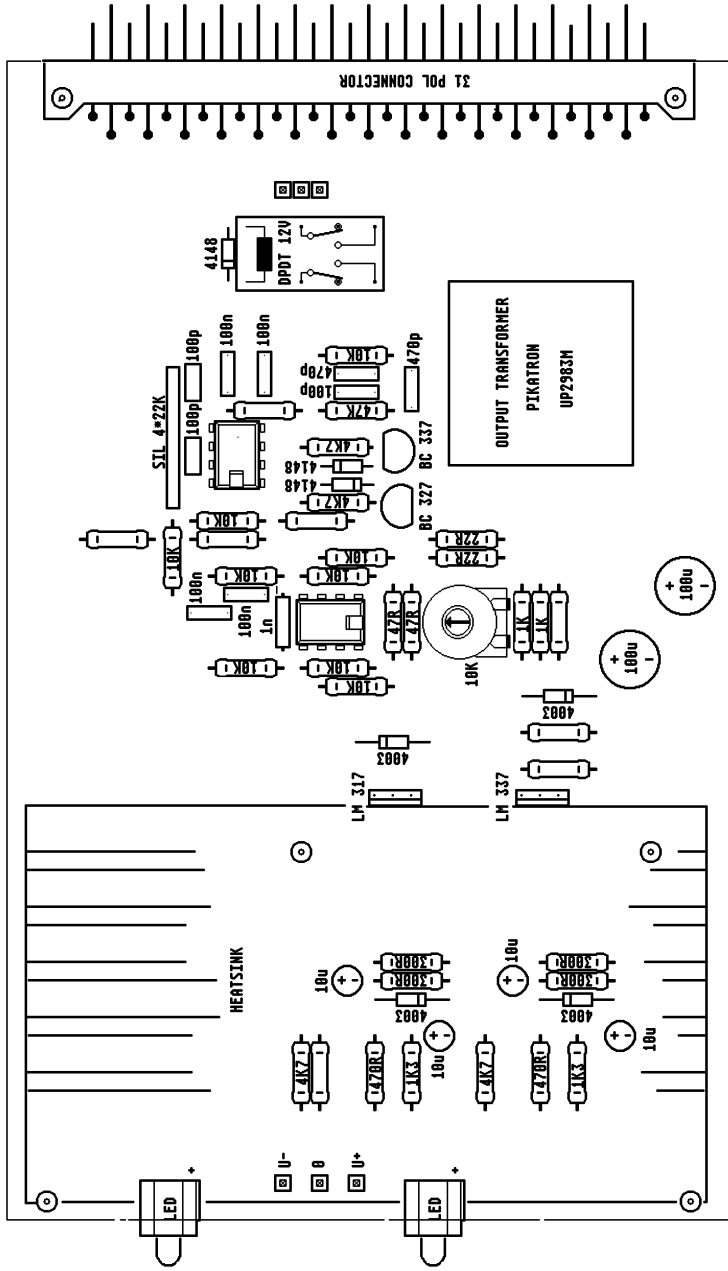 31 POL CONNECTOR
4148
DPDT 12V
OUTPUT TRANSFORMER
PIKATRON
UP2983M
100p
100n
100n
10K
470p
470p
100p
47K
SIL 4*22K
100p
4K7
BC 337
4148
4148
4K7
BC 327
10K
10K
22R
22R
10K
10K
10K
100n
100n
1n
47R
47R
10K
1K
1K
+ 100u -
+ 100u -
10K
10K
10K
4003
4003
LM 317
LM 337
HEATSINK
10u
+ -
300R
300R
4003
10u
+ -
300R
300R
4003
10u
+ -
10u
+ -
4K7
470R
1K3
4K7
470R
1K3
U-
0
U+
+
LED
+
LED